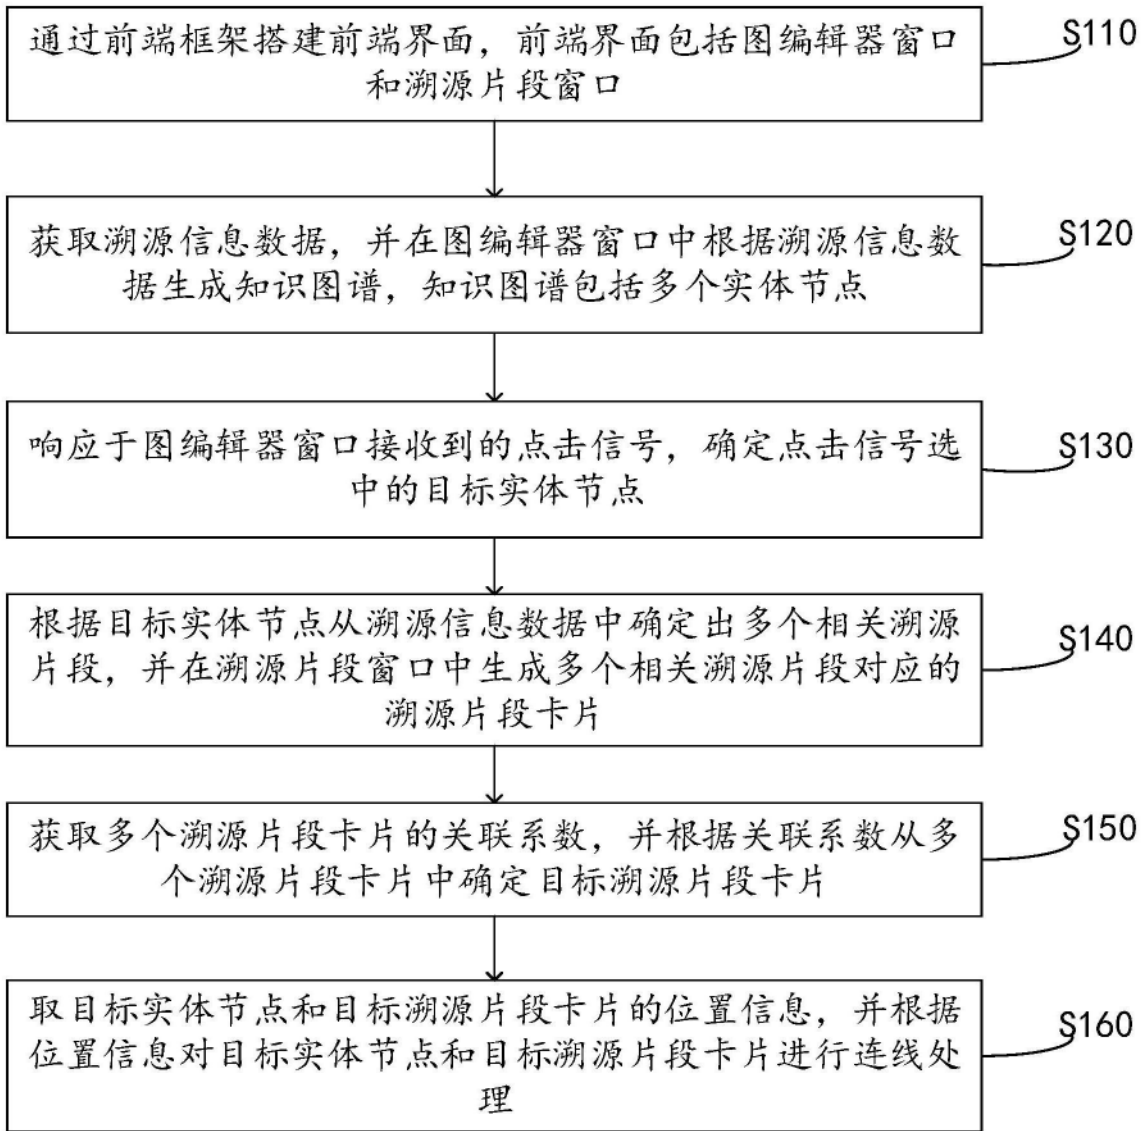 通过前端框架搭建前端界面，前端界面包括图编辑器窗口
和溯源片段窗口
S110
获取溯源信息数据，并在图编辑器窗口中根据溯源信息数
据生成知识图谱，知识图谱包括多个实体节点
S120
响应于图编辑器窗口接收到的点击信号，确定点击信号选
中的目标实体节点
S130
根据目标实体节点从溯源信息数据中确定出多个相关溯源
片段，并在溯源片段窗口中生成多个相关溯源片段对应的
溯源片段卡片
S140
获取多个溯源片段卡片的关联系数，并根据关联系数从多
个溯源片段卡片中确定目标溯源片段卡片
S150
取目标实体节点和目标溯源片段卡片的位置信息，并根据
位置信息对目标实体节点和目标溯源片段卡片进行连线处
理
S160